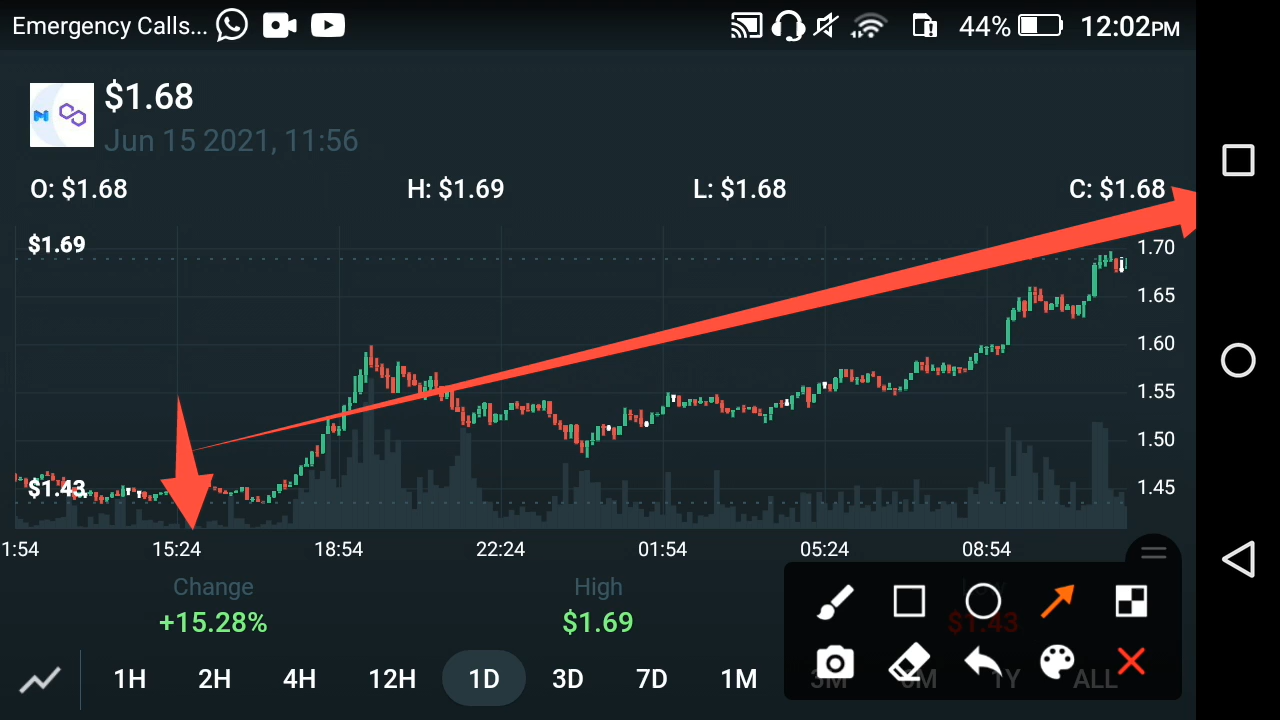 Emergency Calls... 44% 12:02PM
$1.68
Jun 15 2021, 11:56
O: $1.68 H: $1.69 L: $1.68 C: $1.68
$1.69
1.70
1.65
1.60
1.55
1.50
$1.43 1.45
1:54 15:24 18:54 22:24 01:54 05:24 08:54
Change High Low
+15.28% $1.69 $1.43
1H 2H 4H 12H 1D 3D 7D 1M 3M 6M 1Y ALL